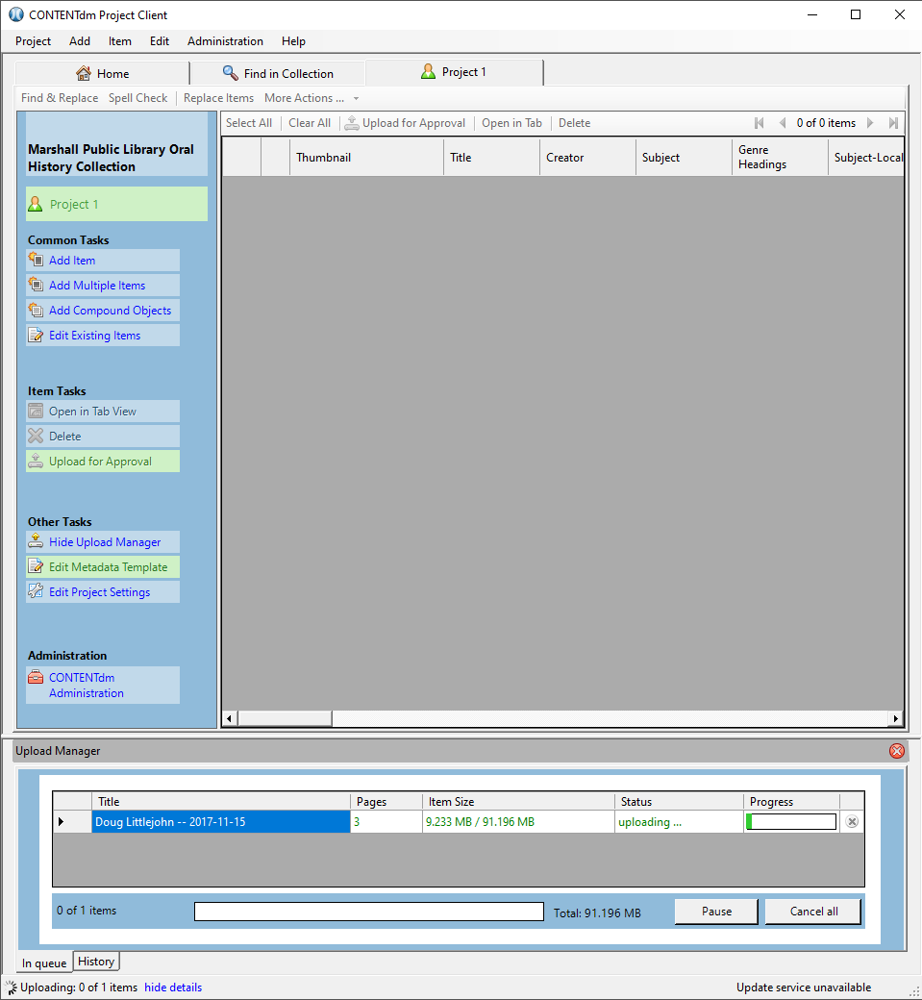 CONTENTdm Project Client
Project Add Item Edit Administration Help
Home Find in Collection Project 1
Find & Replace Spell Check Replace Items More Actions ...
Marshall Public Library Oral
History Collection
Project 1
Common Tasks
Add Item
Add Multiple Items
Add Compound Objects
Edit Existing Items
Item Tasks
Open in Tab View
Delete
Upload for Approval
Other Tasks
Hide Upload Manager
Edit Metadata Template
Edit Project Settings
Administration
CONTENTdm
Administration
Select All Clear All Upload for Approval Open in Tab Delete 0 of 0 items
Thumbnail Title Creator Subject Genre Headings Subject-Local
Upload Manager
Title Pages Item Size Status Progress
Doug Littlejohn -- 2017-11-15 3 9.233 MB / 91.196 MB uploading ...
0 of 1 items Total: 91.196 MB Pause Cancel all
In queue History
Uploading: 0 of 1 items hide details Update service unavailable